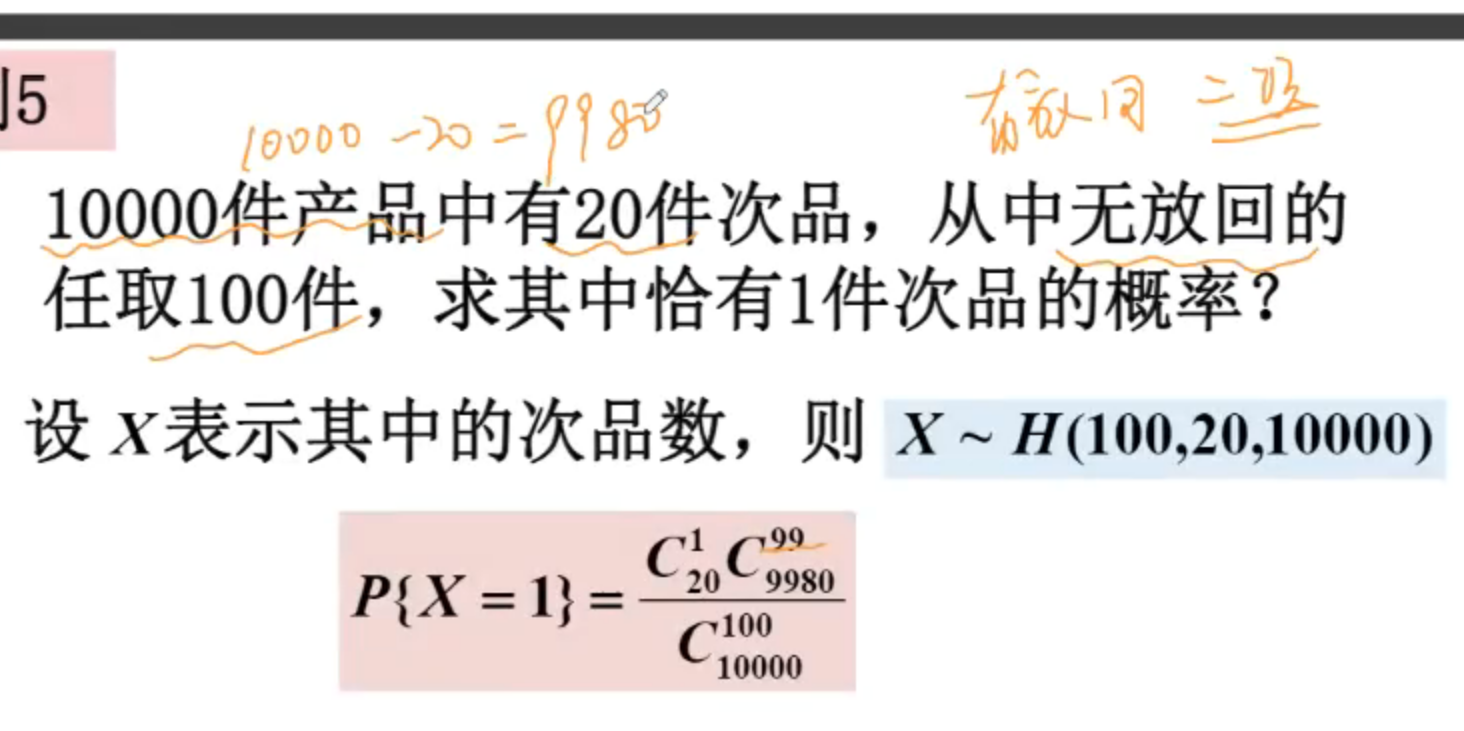 例5
10000 - 20 = 9980
有放回 二项
10000件产品中有20件次品，从中无放回的
任取100件，求其中恰有1件次品的概率？
设 X表示其中的次品数，则 X ~ H(100,20,10000)
P{X = 1} = \frac{C_{20}^{1} C_{9980}^{99}}{C_{10000}^{100}}